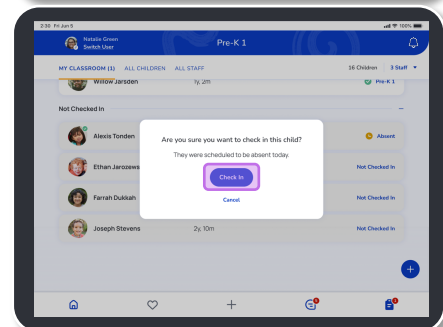 2:36 Fri Jun 5
100%
Natalie Green
Switch User
Pre-K 1
MY CLASSROOM (1) ALL CHILDREN ALL STAFF 16 Children 3 Staff
Willow Jarsden 1y, 2m Pre-K 1
Not Checked In
Alexis Tonden Absent
Are you sure you want to check in this child?
They were scheduled to be absent today.
Check In
Cancel
Ethan Jarozews Not Checked In
Farrah Dukkah Not Checked In
Joseph Stevens 2y, 10m Not Checked In